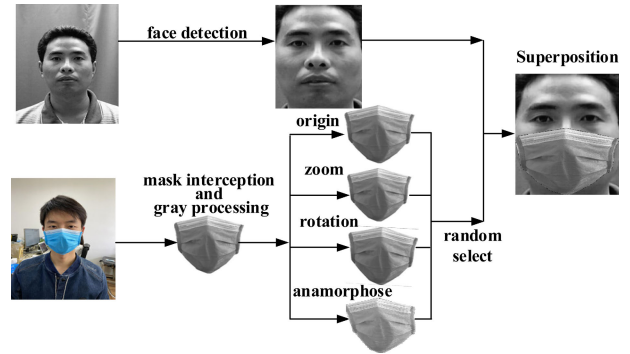 face detection
Superposition
origin
zoom
mask interception
and
gray processing
rotation
random
select
anamorphose